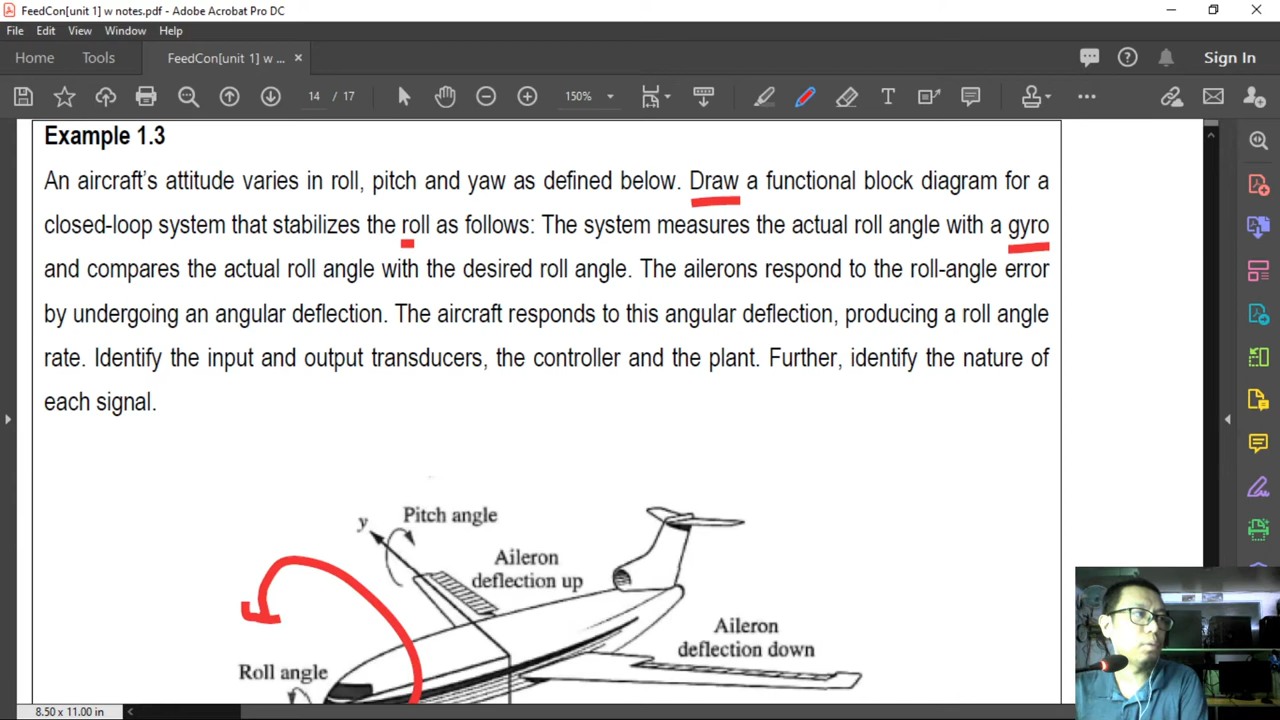 FeedCon[unit 1] w notes.pdf - Adobe Acrobat Pro DC
File Edit View Window Help
Home Tools FeedCon[unit 1] w ... × Sign In
14 / 17 150%
Example 1.3
An aircraft's attitude varies in roll, pitch and yaw as defined below. Draw a functional block diagram for a
closed-loop system that stabilizes the roll as follows: The system measures the actual roll angle with a gyro
and compares the actual roll angle with the desired roll angle. The ailerons respond to the roll-angle error
by undergoing an angular deflection. The aircraft responds to this angular deflection, producing a roll angle
rate. Identify the input and output transducers, the controller and the plant. Further, identify the nature of
each signal.
y Pitch angle
Aileron
deflection up
Aileron
deflection down
Roll angle
8.50 x 11.00 in